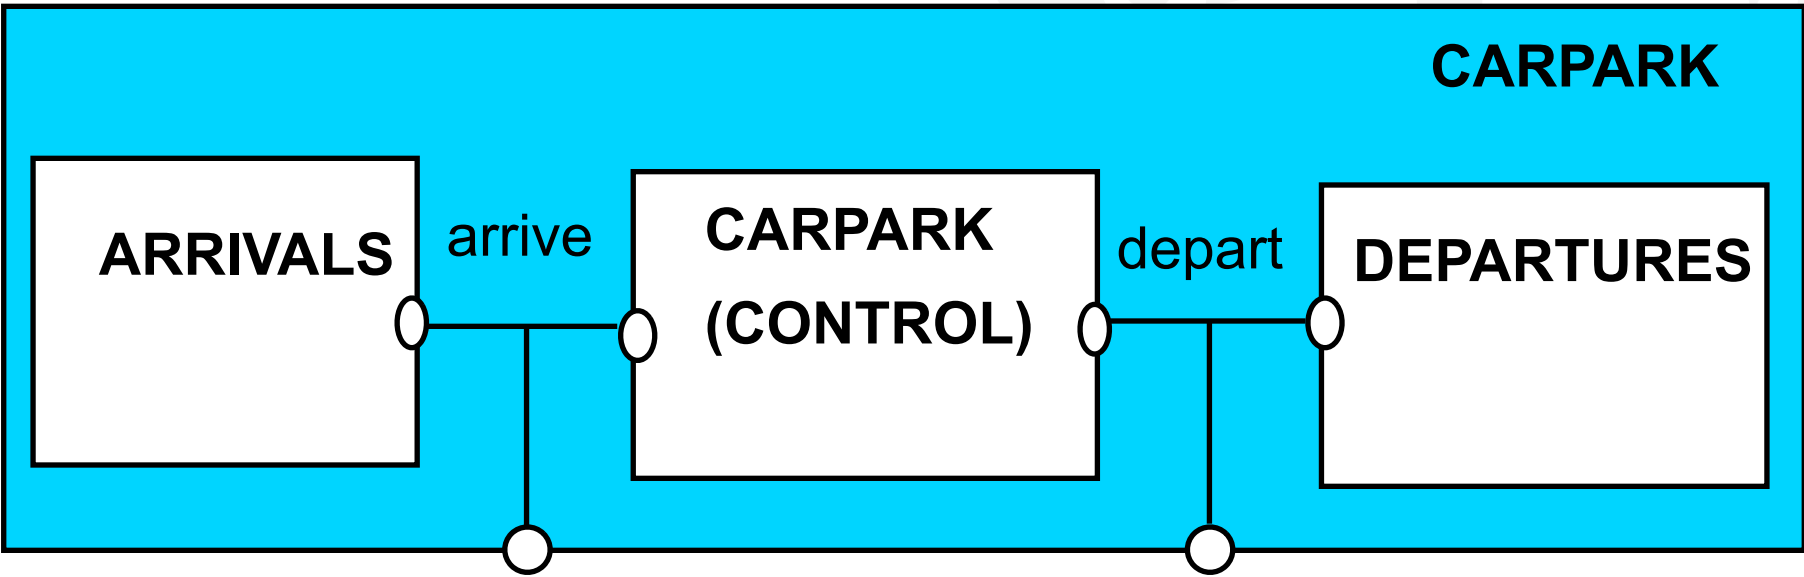 CARPARK
ARRIVALS
arrive
CARPARK
(CONTROL)
depart
DEPARTURES